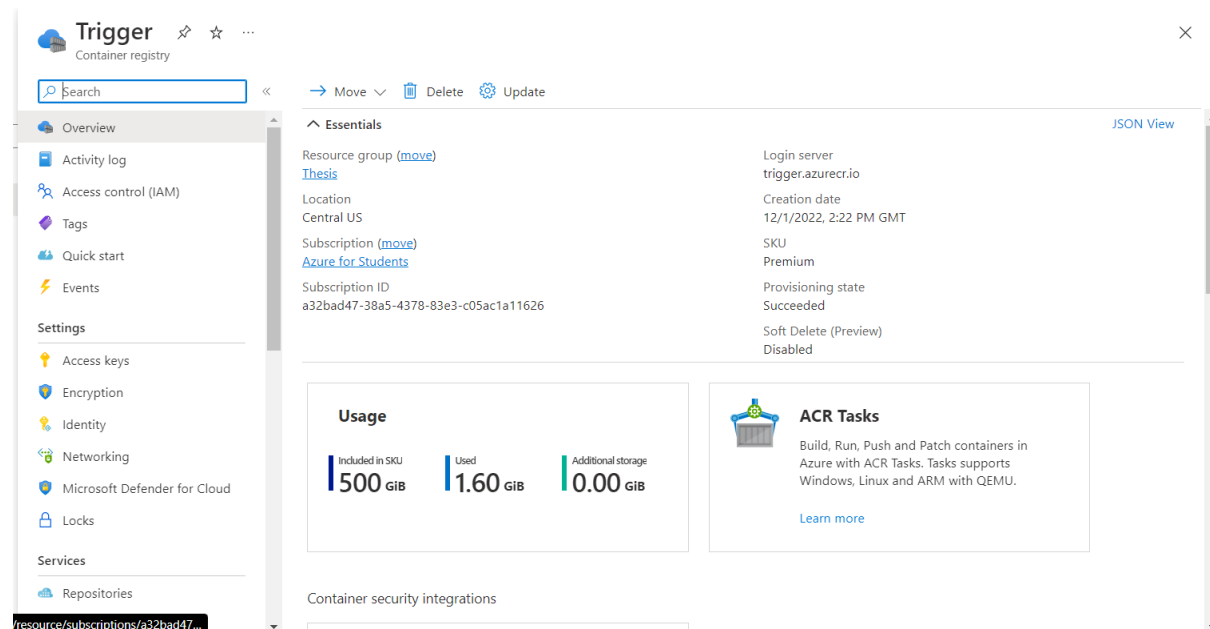 Trigger
Container registry
Search
«
Move
Delete
Update
Overview
Activity log
Access control (IAM)
Tags
Quick start
Events
Settings
Access keys
Encryption
Identity
Networking
Microsoft Defender for Cloud
Locks
Services
Repositories
/resource/subscriptions/a32bad47...
Essentials
JSON View
Resource group (move)
Thesis
Location
Central US
Subscription (move)
Azure for Students
Subscription ID
a32bad47-38a5-4378-83e3-c05ac1a11626
Login server
trigger.azurecr.io
Creation date
12/1/2022, 2:22 PM GMT
SKU
Premium
Provisioning state
Succeeded
Soft Delete (Preview)
Disabled
Usage
Included in SKU
500 GiB
Used
1.60 GiB
Additional storage
0.00 GiB
ACR Tasks
Build, Run, Push and Patch containers in
Azure with ACR Tasks. Tasks supports
Windows, Linux and ARM with QEMU.
Learn more
Container security integrations